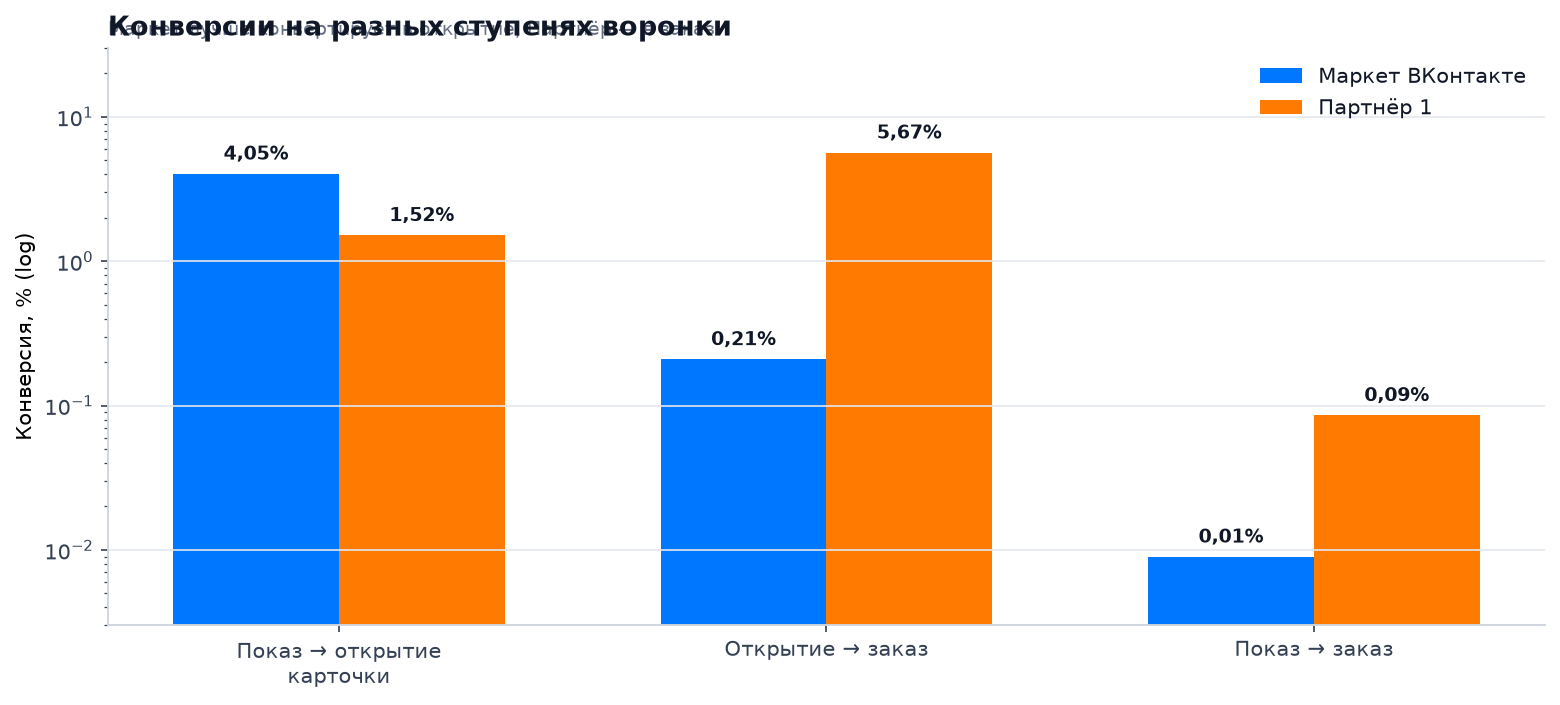 Конверсии на разных ступенях воронки
Маркет ВКонтакте
Партнёр 1
Конверсия, % (log)
10¹
10⁰
10⁻¹
10⁻²
4,05%
1,52%
0,21%
5,67%
0,01%
0,09%
Показ → открытие
карточки
Открытие → заказ
Показ → заказ